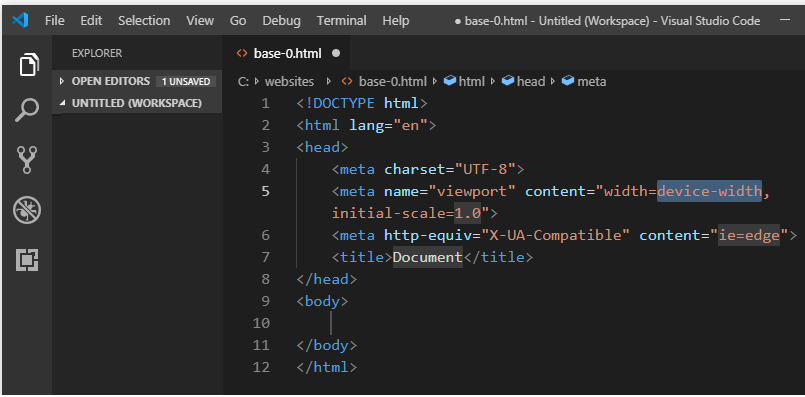 File Edit Selection View Go Debug Terminal Help ● base-0.html - Untitled (Workspace) - Visual Studio Code
EXPLORER
OPEN EDITORS 1 UNSAVED
UNTITLED (WORKSPACE)
<> base-0.html ●
C: > websites > <> base-0.html > html > head > meta
1 <!DOCTYPE html>
2 <html lang="en">
3 <head>
4 <meta charset="UTF-8">
5 <meta name="viewport" content="width=device-width,
initial-scale=1.0">
6 <meta http-equiv="X-UA-Compatible" content="ie=edge">
7 <title>Document</title>
8 </head>
9 <body>
10
11 </body>
12 </html>